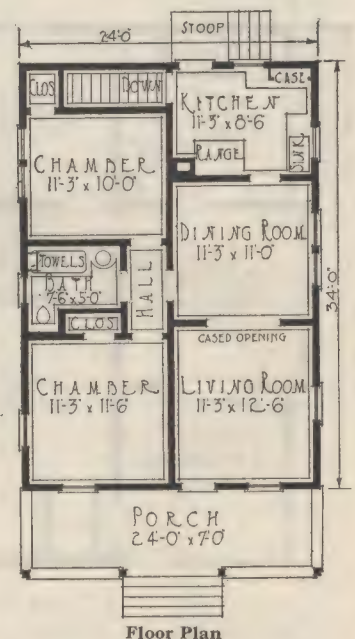 STOOP
24'-0"
CLOS
DOWN
CASE
KITCHEN
11'-3" x 8'-6"
SINK
RANGE
CHAMBER
11'-3" x 10'-0"
DINING ROOM
11'-3" x 11'-0"
TOWELS
BATH
7'-6" x 5'-0"
HALL
34'-0"
CLOS
CASED OPENING
CHAMBER
11'-3" x 11'-6"
LIVING ROOM
11'-3" x 12'-6"
PORCH
24'-0" x 7'-0"
Floor Plan